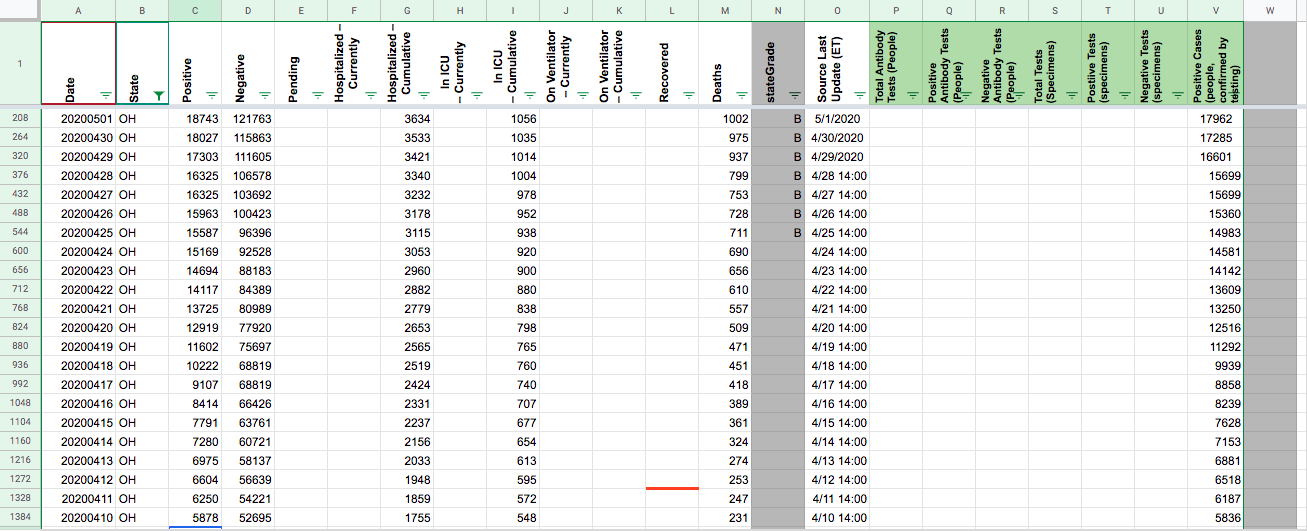 A B C D E F G H I J K L M N O P Q R S T U V W
1 Date State Positive Negative Pending Hospitalized – Currently Hospitalized – Cumulative In ICU – Currently In ICU – Cumulative On Ventilator – Currently On Ventilator – Cumulative Recovered Deaths stateGrade Source Last Update (ET) Total Antibody Tests (People) Positive Antibody Tests (People) Negative Antibody Tests (People) Total Tests (Specimens) Postiive Tests (specimens) Negative Tests (specimens) Positive Cases (people, confirmed by testing)
208 20200501 OH 18743 121763 3634 1056 1002 B 5/1/2020 17962
264 20200430 OH 18027 115863 3533 1035 975 B 4/30/2020 17285
320 20200429 OH 17303 111605 3421 1014 937 B 4/29/2020 16601
376 20200428 OH 16325 106578 3340 1004 799 B 4/28 14:00 15699
432 20200427 OH 16325 103692 3232 978 753 B 4/27 14:00 15699
488 20200426 OH 15963 100423 3178 952 728 B 4/26 14:00 15360
544 20200425 OH 15587 96396 3115 938 711 B 4/25 14:00 14983
600 20200424 OH 15169 92528 3053 920 690 4/24 14:00 14581
656 20200423 OH 14694 88183 2960 900 656 4/23 14:00 14142
712 20200422 OH 14117 84389 2882 880 610 4/22 14:00 13609
768 20200421 OH 13725 80989 2779 838 557 4/21 14:00 13250
824 20200420 OH 12919 77920 2653 798 509 4/20 14:00 12516
880 20200419 OH 11602 75697 2565 765 471 4/19 14:00 11292
936 20200418 OH 10222 68819 2519 760 451 4/18 14:00 9939
992 20200417 OH 9107 68819 2424 740 418 4/17 14:00 8858
1048 20200416 OH 8414 66426 2331 707 389 4/16 14:00 8239
1104 20200415 OH 7791 63761 2237 677 361 4/15 14:00 7628
1160 20200414 OH 7280 60721 2156 654 324 4/14 14:00 7153
1216 20200413 OH 6975 58137 2033 613 274 4/13 14:00 6881
1272 20200412 OH 6604 56639 1948 595 253 4/12 14:00 6518
1328 20200411 OH 6250 54221 1859 572 247 4/11 14:00 6187
1384 20200410 OH 5878 52695 1755 548 231 4/10 14:00 5836